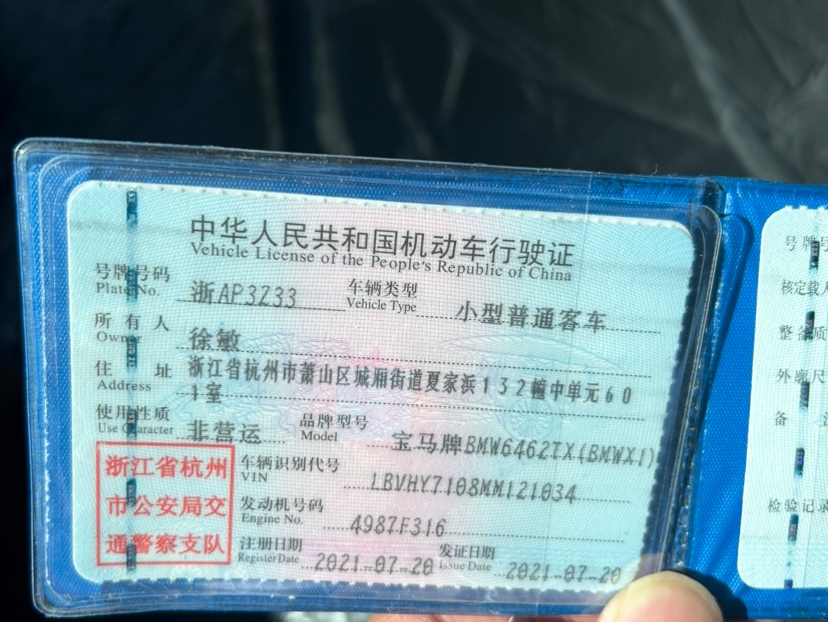 中华人民共和国机动车行驶证
Vehicle License of the People's Republic of China
号牌号码 浙AP3Z33 车辆类型 小型普通客车
Plate No. Vehicle Type
所有人 徐敏
Owner
住址 浙江省杭州市萧山区城厢街道夏家浜132幢中单元60
Address 1室
使用性质 非营运 品牌型号 宝马牌BMW6462TX(BMWX1)
Use Character Model
浙江省杭州
市公安局交
通警察支队
车辆识别代号 LBVHY7108MM121034
VIN
发动机号码 4987F316
Engine No.
注册日期 2021-07-20 发证日期 2021-07-20
Register Date Issue Date
号牌号
核定载人
整备质
外廓尺
备
检验记录